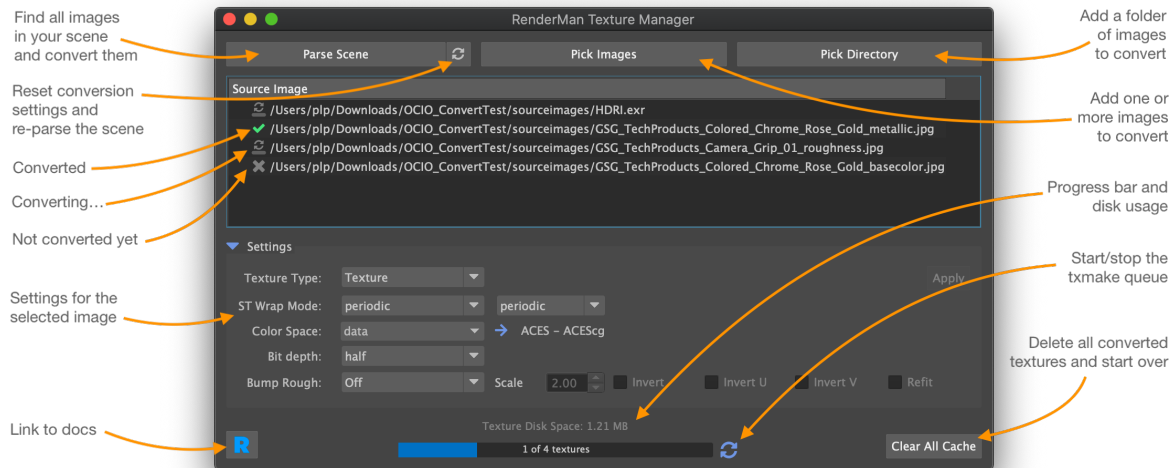 RenderMan Texture Manager
Find all images
in your scene
and convert them
Add a folder
of images
to convert
Parse Scene
Pick Images
Pick Directory
Reset conversion
settings and
re-parse the scene
Add one or
more images
to convert
Source Image
/Users/plp/Downloads/OCIO_ConvertTest/sourceimages/HDRI.exr
/Users/plp/Downloads/OCIO_ConvertTest/sourceimages/GSG_TechProducts_Colored_Chrome_Rose_Gold_metallic.jpg
/Users/plp/Downloads/OCIO_ConvertTest/sourceimages/GSG_TechProducts_Camera_Grip_01_roughness.jpg
/Users/plp/Downloads/OCIO_ConvertTest/sourceimages/GSG_TechProducts_Colored_Chrome_Rose_Gold_basecolor.jpg
Converted
Converting...
Not converted yet
Progress bar and
disk usage
Settings
Texture Type: Texture
Apply
Start/stop the
txmake queue
Settings for the
selected image
ST Wrap Mode: periodic periodic
Color Space: data ACES - ACEScg
Bit depth: half
Bump Rough: Off Scale 2.00 Invert Invert U Invert V Refit
Delete all converted
textures and start over
Link to docs
R
Texture Disk Space: 1.21 MB
1 of 4 textures
Clear All Cache